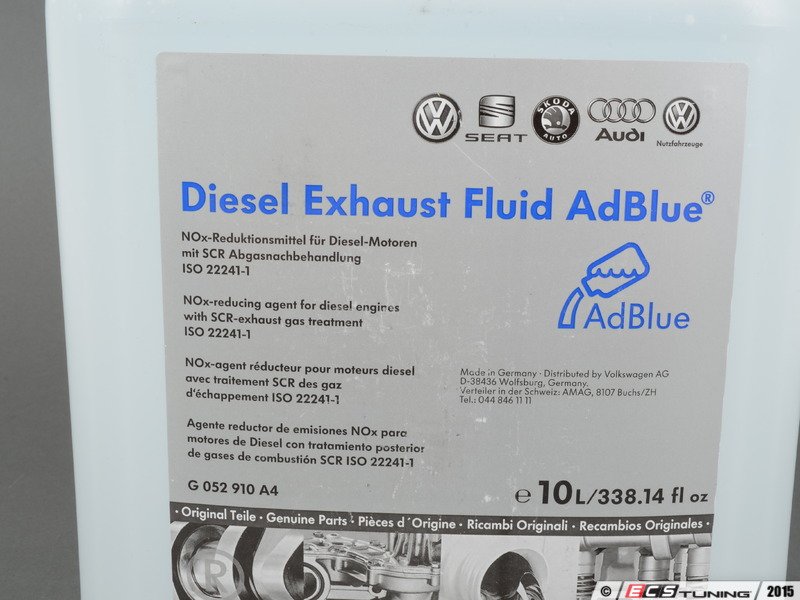 SEAT
ŠKODA
AUTO
Audi
Nutzfahrzeuge
Diesel Exhaust Fluid AdBlue®
NOx-Reduktionsmittel für Diesel-Motoren
mit SCR Abgasnachbehandlung
ISO 22241-1
NOx-reducing agent for diesel engines
with SCR-exhaust gas treatment
ISO 22241-1
AdBlue
NOx-agent réducteur pour moteurs diesel
avec traitement SCR des gaz
d'échappement ISO 22241-1
Made in Germany · Distributed by Volkswagen AG
D-38436 Wolfsburg, Germany.
Verteiler in der Schweiz: AMAG, 8107 Buchs/ZH
Tel.: 044 846 11 11
Agente reductor de emisiones NOx para
motores de Diesel con tratamiento posterior
de gases de combustión SCR ISO 22241-1
G 052 910 A4
℮ 10L/338.14 fl oz
· Original Teile · Genuine Parts · Pièces d´Origine · Ricambi Originali · Recambios Originales ·
®
© ECS TUNING 2015